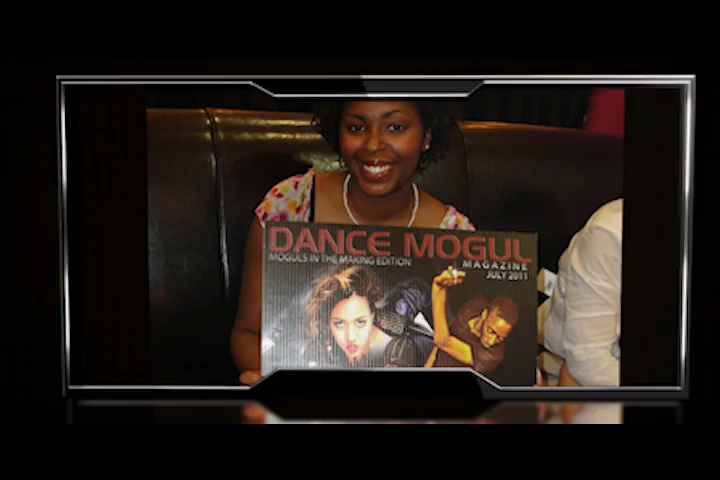 DANCE MOGUL
MOGULS IN THE MAKING EDITION
MAGAZINE
JULY 2011